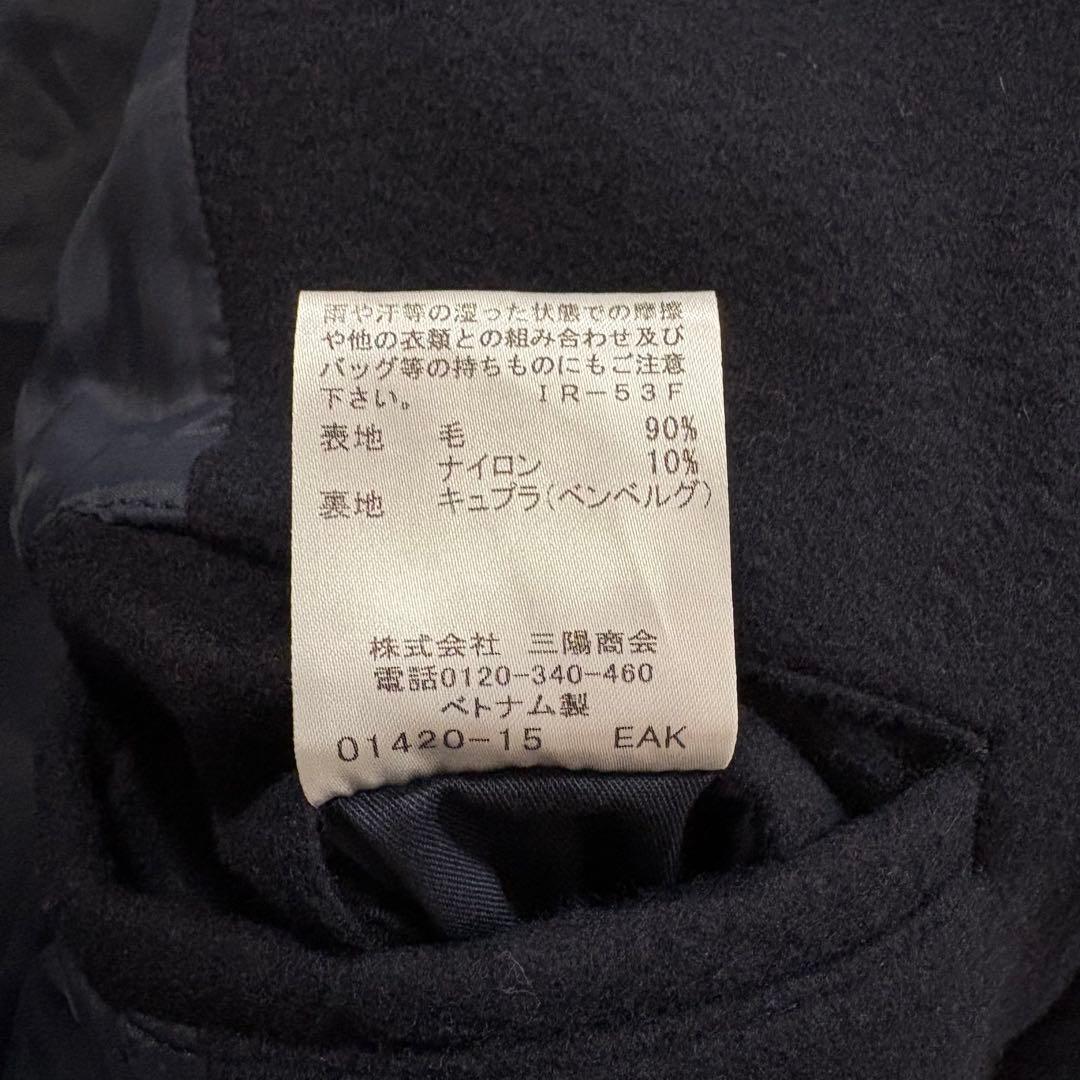 雨や汗等の湿った状態での摩擦
や他の衣類との組み合わせ及び
バッグ等の持ちものにもご注意
下さい。 IR-53F
表地 毛 90%
ナイロン 10%
裏地 キュプラ(ベンベルグ)
株式会社 三陽商会
電話0120-340-460
ベトナム製
01420-15 EAK